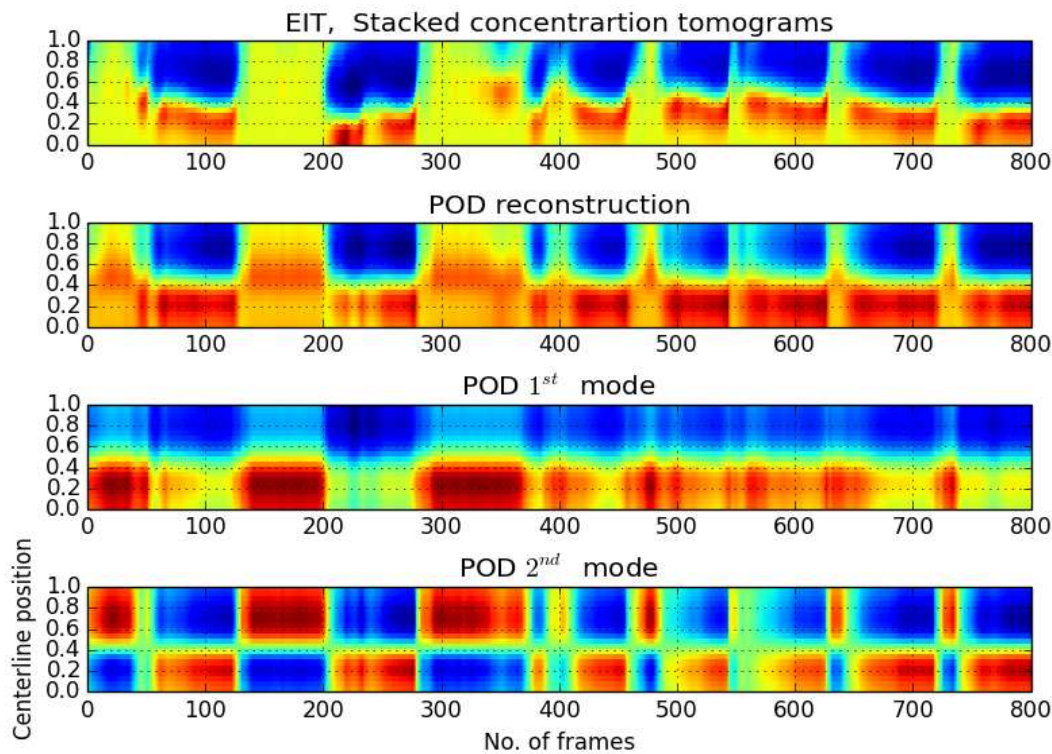 EIT, Stacked concentrartion tomograms
1.0
0.8
0.6
0.4
0.2
0.0
0 100 200 300 400 500 600 700 800
POD reconstruction
1.0
0.8
0.6
0.4
0.2
0.0
0 100 200 300 400 500 600 700 800
POD 1st mode
1.0
0.8
0.6
0.4
0.2
0.0
0 100 200 300 400 500 600 700 800
POD 2nd mode
Centerline position
1.0
0.8
0.6
0.4
0.2
0.0
0 100 200 300 400 500 600 700 800
No. of frames